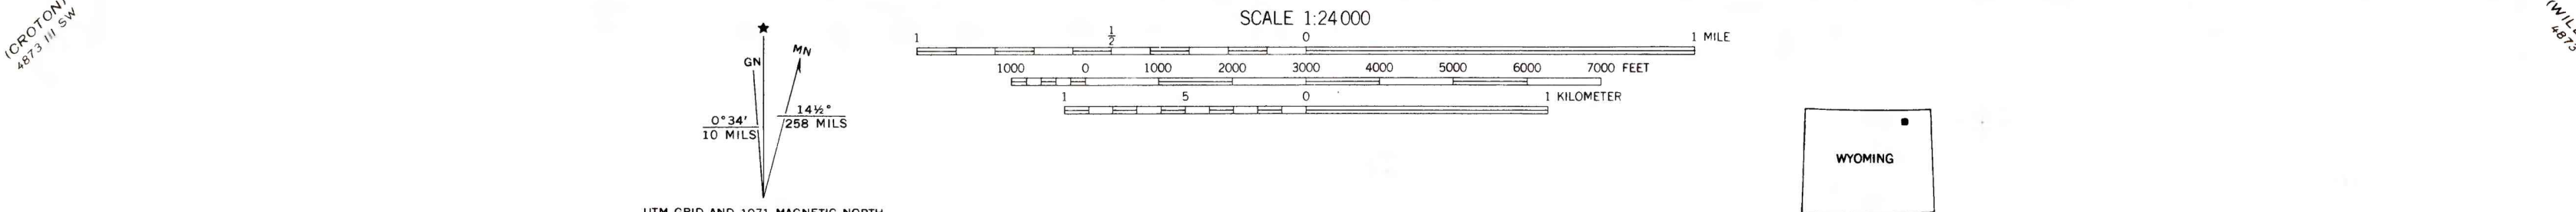 (CROTON)
4873 III SW
SCALE 1:24 000
1 ½ 0 1 MILE
1000 0 1000 2000 3000 4000 5000 6000 7000 FEET
1 5 0 1 KILOMETER
★
GN
MN
0°34'
10 MILS
14½°
258 MILS
UTM GRID AND 1971 MAGNETIC NORTH
WYOMING
4873